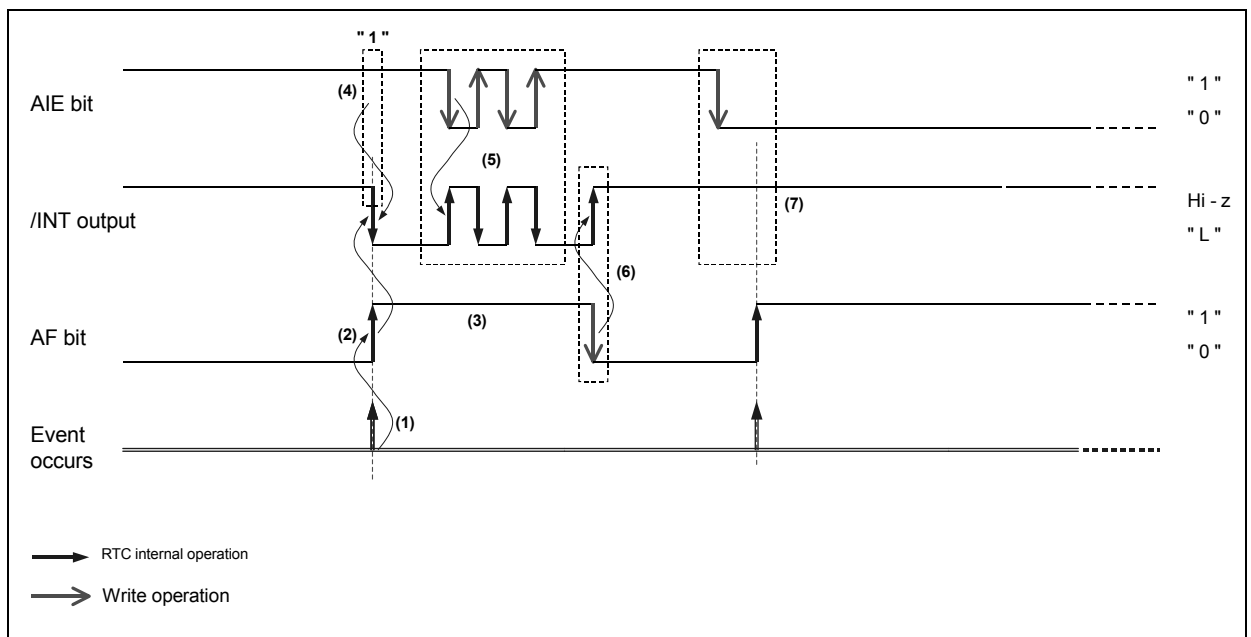 " 1 "
(4)
AIE bit
" 1 "
" 0 "
(5)
/INT output
(7)
Hi - z
" L "
(6)
(2)
(3)
AF bit
" 1 "
" 0 "
(1)
Event
occurs
RTC internal operation
Write operation